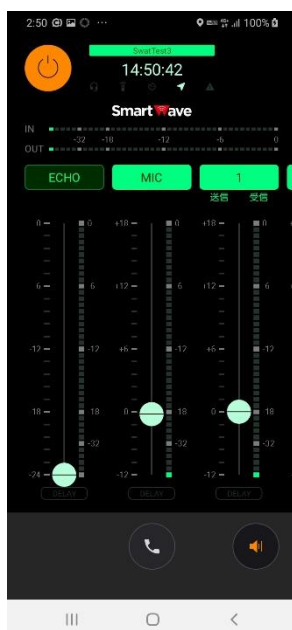 2:50 100%
SwatTest3
14:50:42
Smart Wave
IN
-32 -18 -12 -6 0
OUT
ECHO MIC 1
送信 受信
0 0 +18 0 +18 0
6 6 +12 6 +12 6
-12 -12 +6 -12 +6 -12
18 18 0 18 0 18
-32 -32 -32
-24 -12 -12
DELAY DELAY DELAY